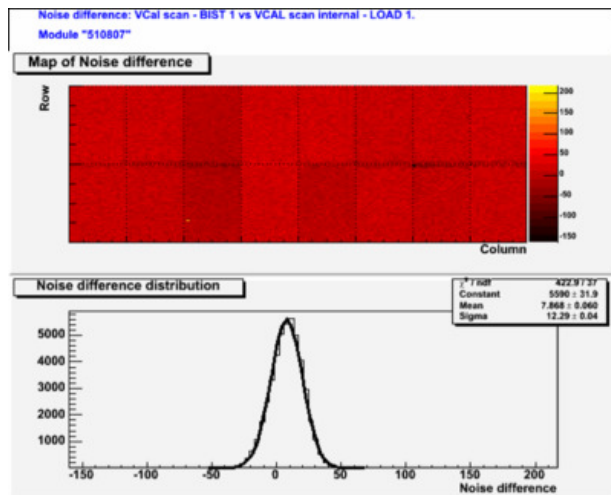 Noise difference: VCal scan - BIST 1 vs VCAL scan internal - LOAD 1.
Module "510807"
Map of Noise difference
Row
200
150
100
50
0
-50
-100
-150
Column
Noise difference distribution
χ² / ndf 422.9 / 37
Constant 5590 ± 31.9
Mean 7.868 ± 0.060
Sigma 12.29 ± 0.04
5000
4000
3000
2000
1000
-150 -100 -50 0 50 100 150 200
Noise difference